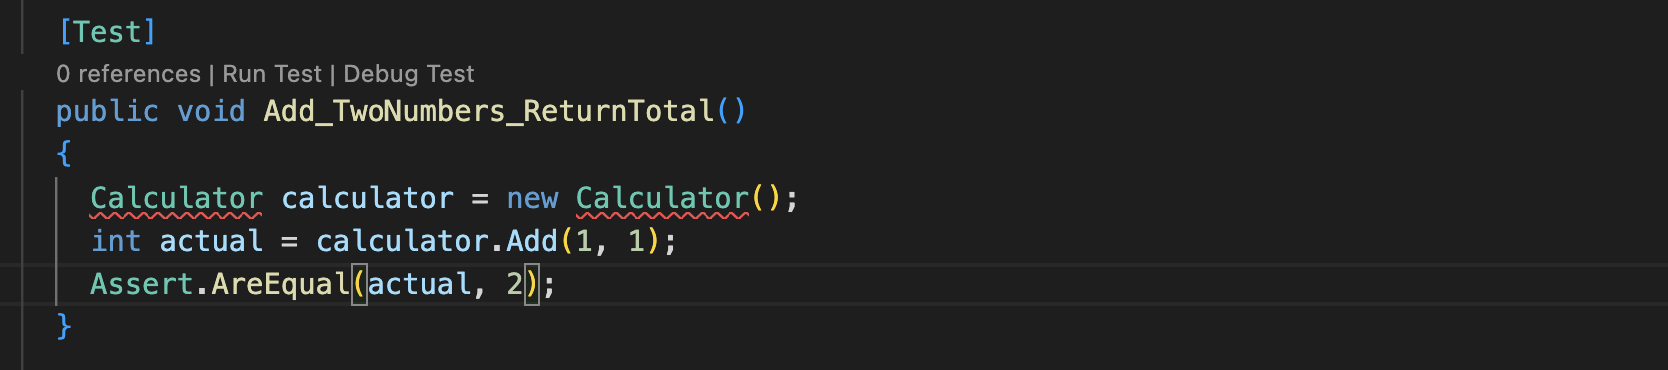 [Test]
0 references | Run Test | Debug Test
public void Add_TwoNumbers_ReturnTotal()
{
Calculator calculator = new Calculator();
int actual = calculator.Add(1, 1);
Assert.AreEqual(actual, 2);
}